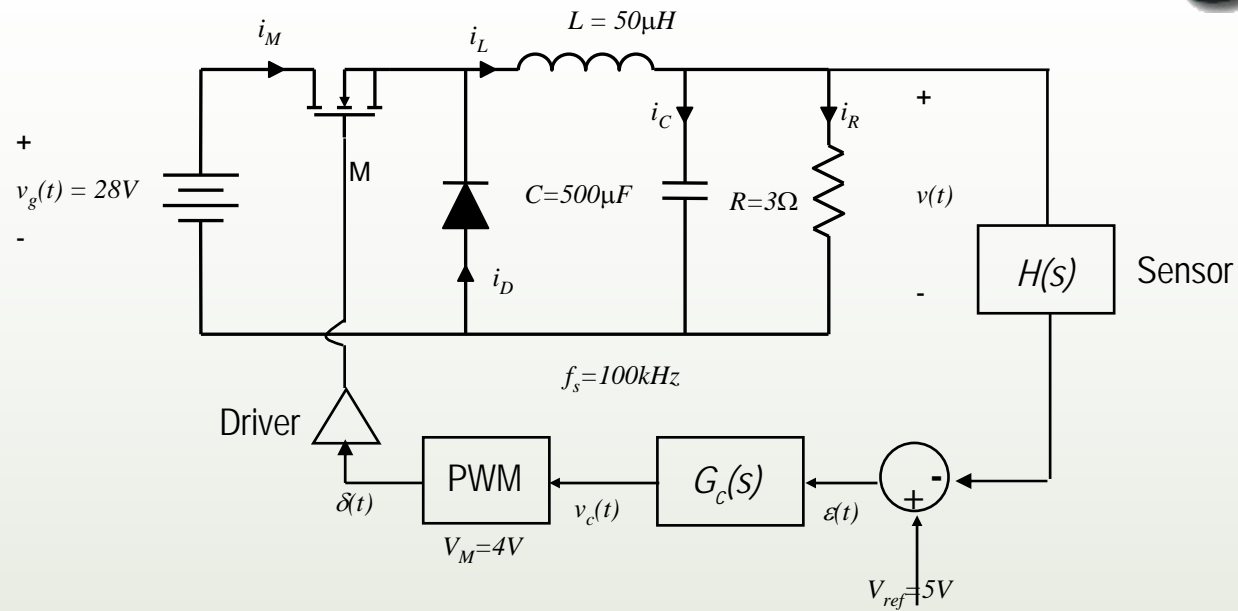 L = 50μH
i_M
i_L
+
v_g(t) = 28V
-
M
i_D
C=500μF
i_C
R=3Ω
i_R
+
v(t)
-
H(s)
Sensor
f_s=100kHz
Driver
δ(t)
PWM
V_M=4V
v_c(t)
G_c(s)
ε(t)
-
+
V_ref=5V